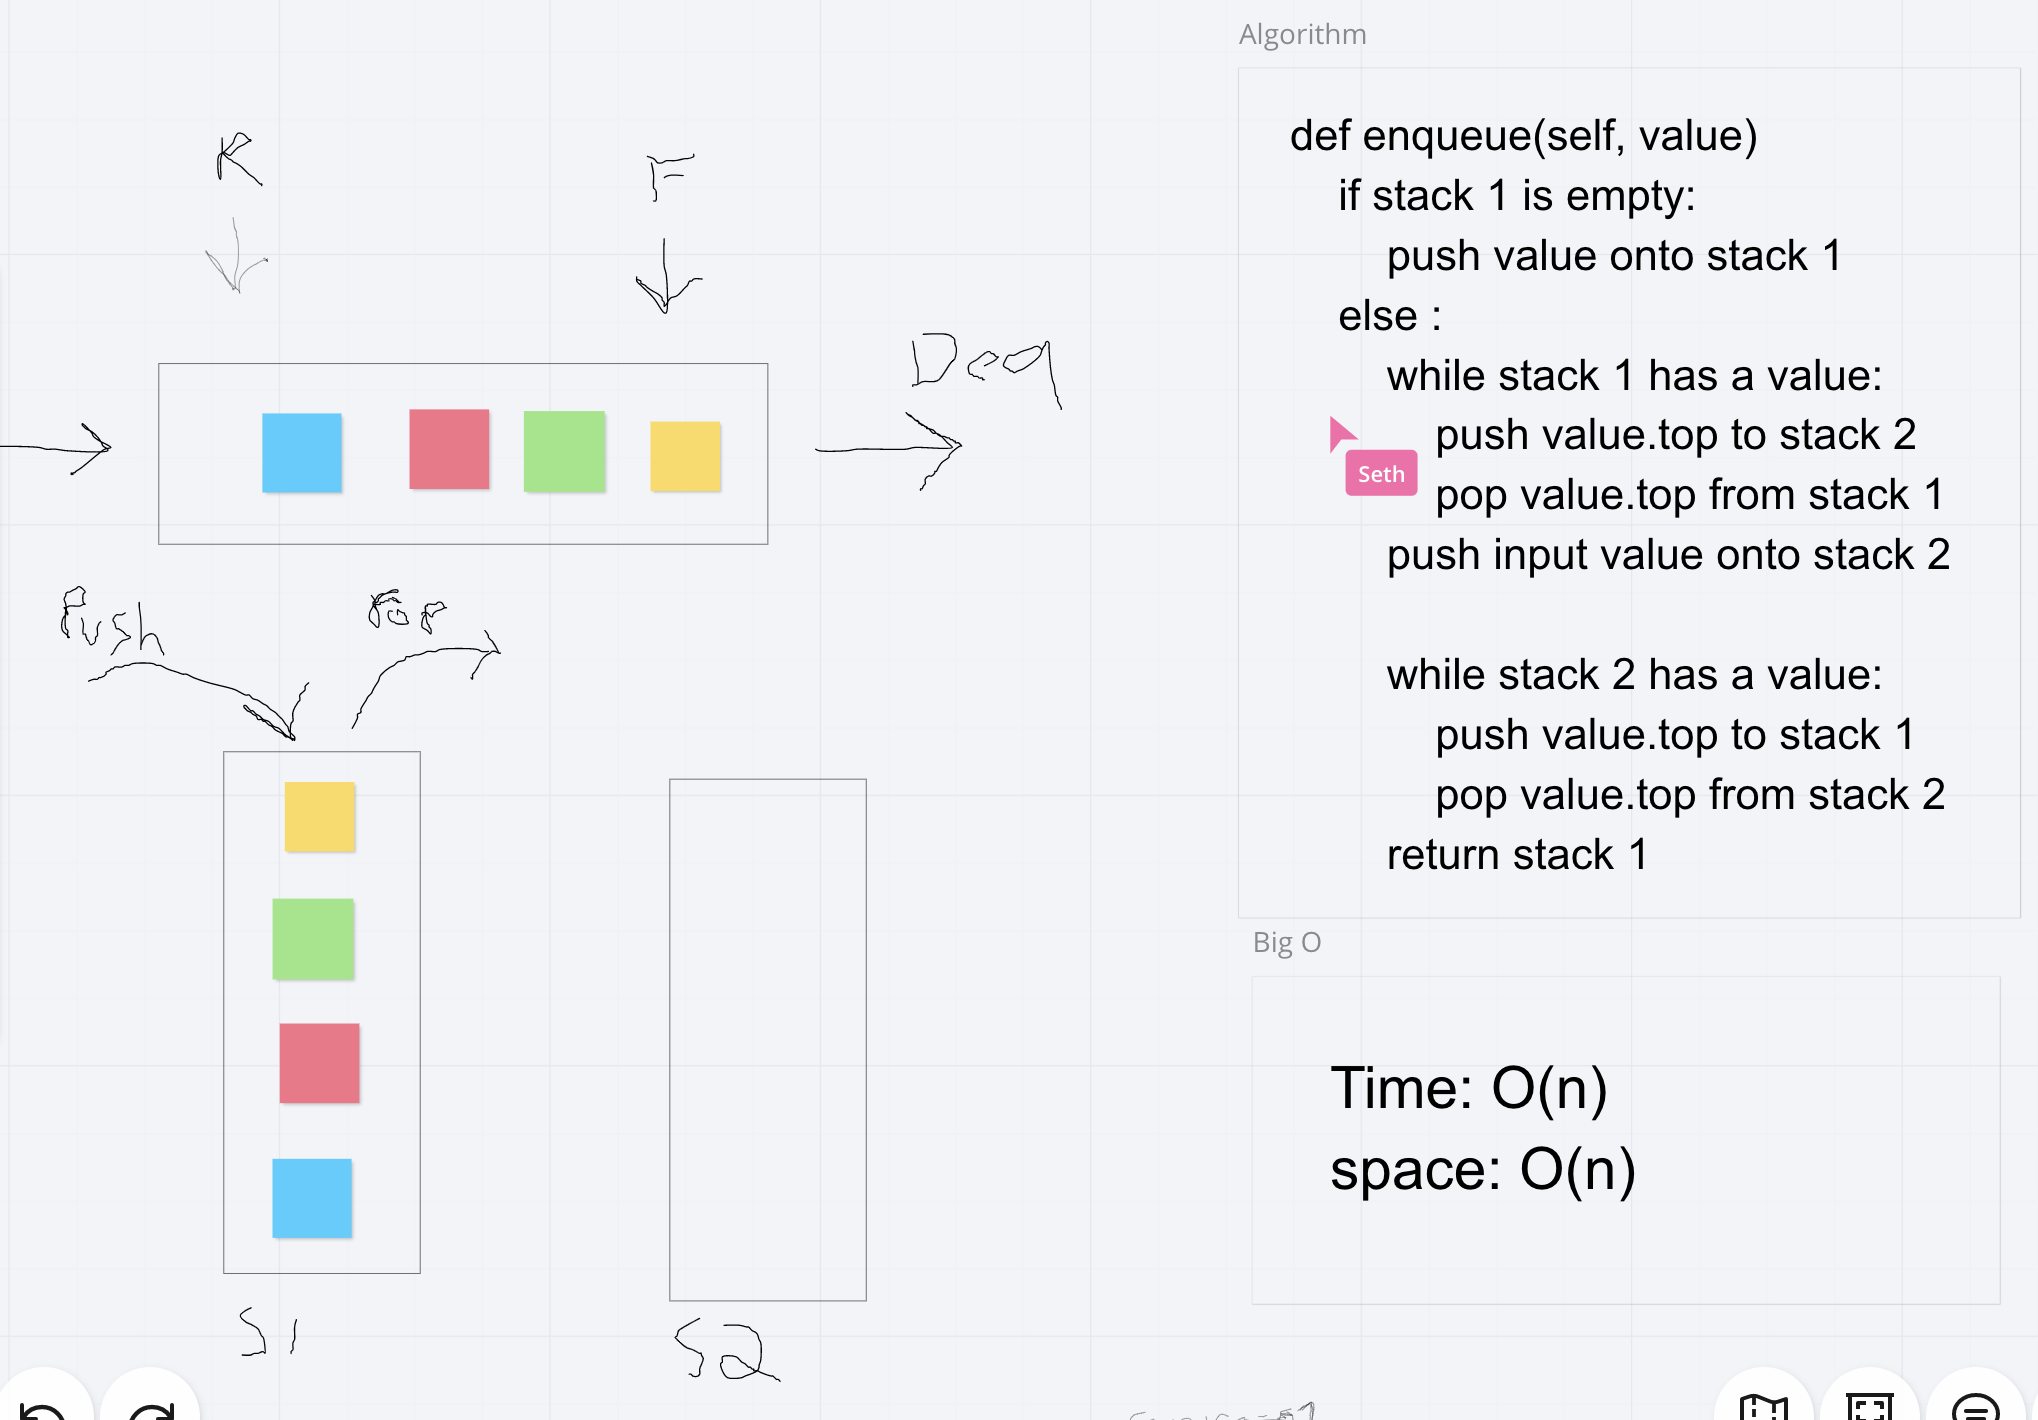 Algorithm
def enqueue(self, value)
if stack 1 is empty:
push value onto stack 1
else :
while stack 1 has a value:
push value.top to stack 2
Seth
pop value.top from stack 1
push input value onto stack 2
while stack 2 has a value:
push value.top to stack 1
pop value.top from stack 2
return stack 1
Big O
Time: O(n)
space: O(n)
R
F
Deq
Push
Pop
S1
S2